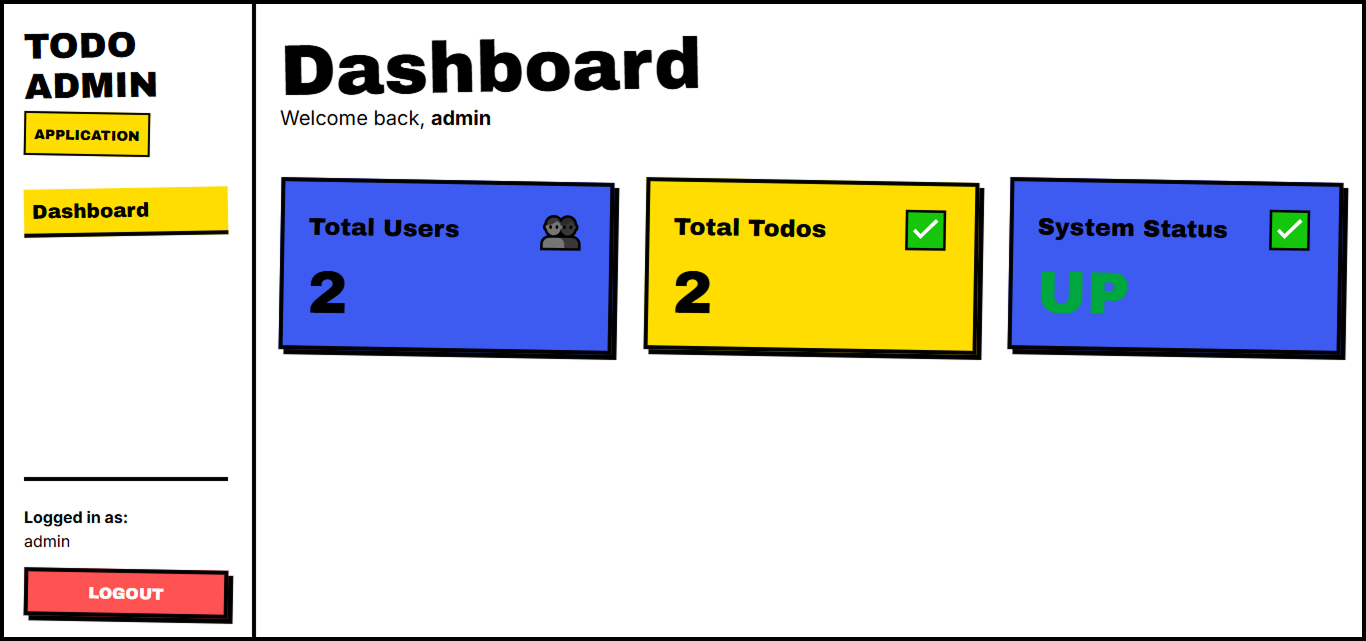 TODO
ADMIN
APPLICATION
Dashboard
Logged in as:
admin
LOGOUT
Dashboard
Welcome back, admin
Total Users
2
Total Todos
2
System Status
UP